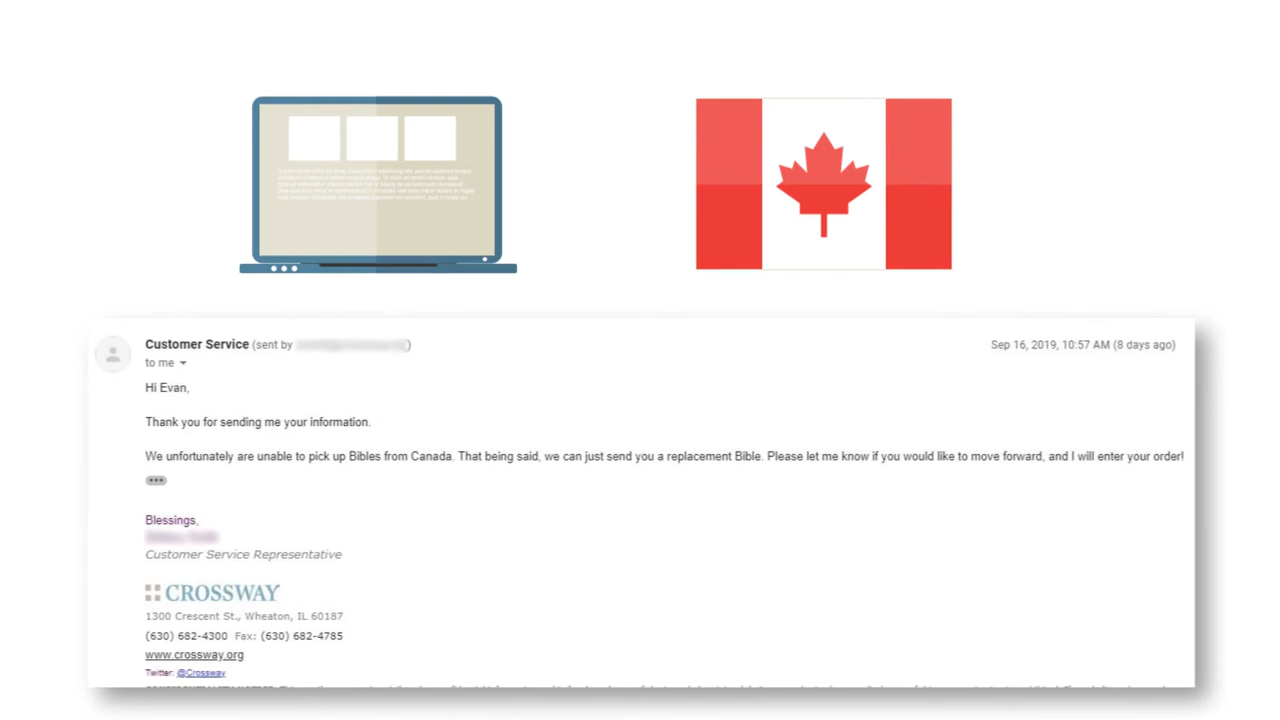 Customer Service (sent by )
Sep 16, 2019, 10:57 AM (8 days ago)
to me
Hi Evan,
Thank you for sending me your information.
We unfortunately are unable to pick up Bibles from Canada. That being said, we can just send you a replacement Bible. Please let me know if you would like to move forward, and I will enter your order!
Blessings,
Customer Service Representative
CROSSWAY
1300 Crescent St., Wheaton, IL 60187
(630) 682-4300 Fax: (630) 682-4785
www.crossway.org
Twitter: @Crossway